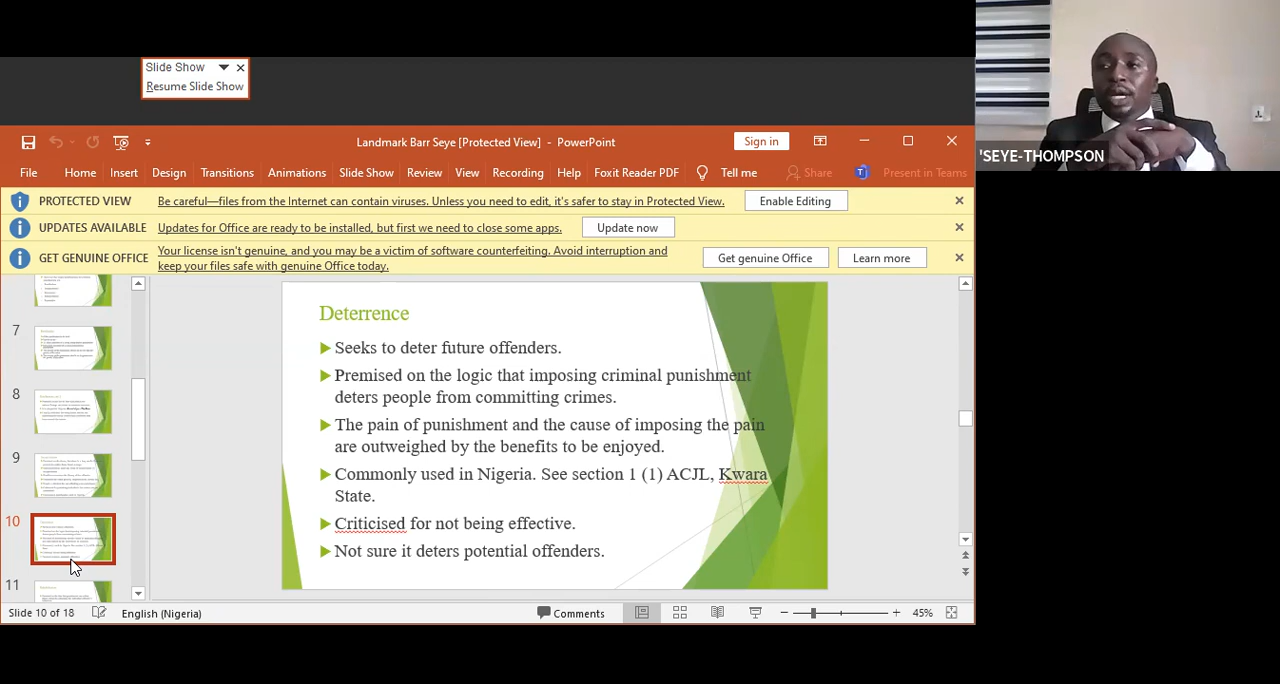 Slide Show
Resume Slide Show
'SEYE-THOMPSON
Landmark Barr Seye [Protected View] - PowerPoint
Sign in
File Home Insert Design Transitions Animations Slide Show Review View Recording Help Foxit Reader PDF Tell me Share Present in Teams
PROTECTED VIEW Be careful—files from the Internet can contain viruses. Unless you need to edit, it's safer to stay in Protected View. Enable Editing
UPDATES AVAILABLE Updates for Office are ready to be installed, but first we need to close some apps. Update now
GET GENUINE OFFICE Your license isn't genuine, and you may be a victim of software counterfeiting. Avoid interruption and
keep your files safe with genuine Office today. Get genuine Office Learn more
7
8
9
10
11
Deterrence
Seeks to deter future offenders.
Premised on the logic that imposing criminal punishment
deters people from committing crimes.
The pain of punishment and the cause of imposing the pain
are outweighed by the benefits to be enjoyed.
Commonly used in Nigeria. See section 1 (1) ACJL, Kwara
State.
Criticised for not being effective.
Not sure it deters potential offenders.
Slide 10 of 18 English (Nigeria) Comments 45%